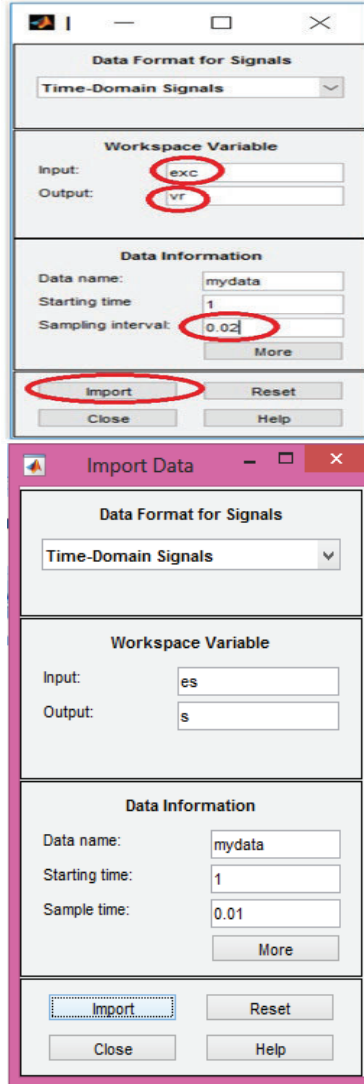 Data Format for Signals
Time-Domain Signals
Workspace Variable
Input: exc
Output: vr
Data Information
Data name: mydata
Starting time 1
Sampling interval: 0.02
More
Import Reset
Close Help
Import Data
Data Format for Signals
Time-Domain Signals
Workspace Variable
Input: es
Output: s
Data Information
Data name: mydata
Starting time: 1
Sample time: 0.01
More
Import Reset
Close Help